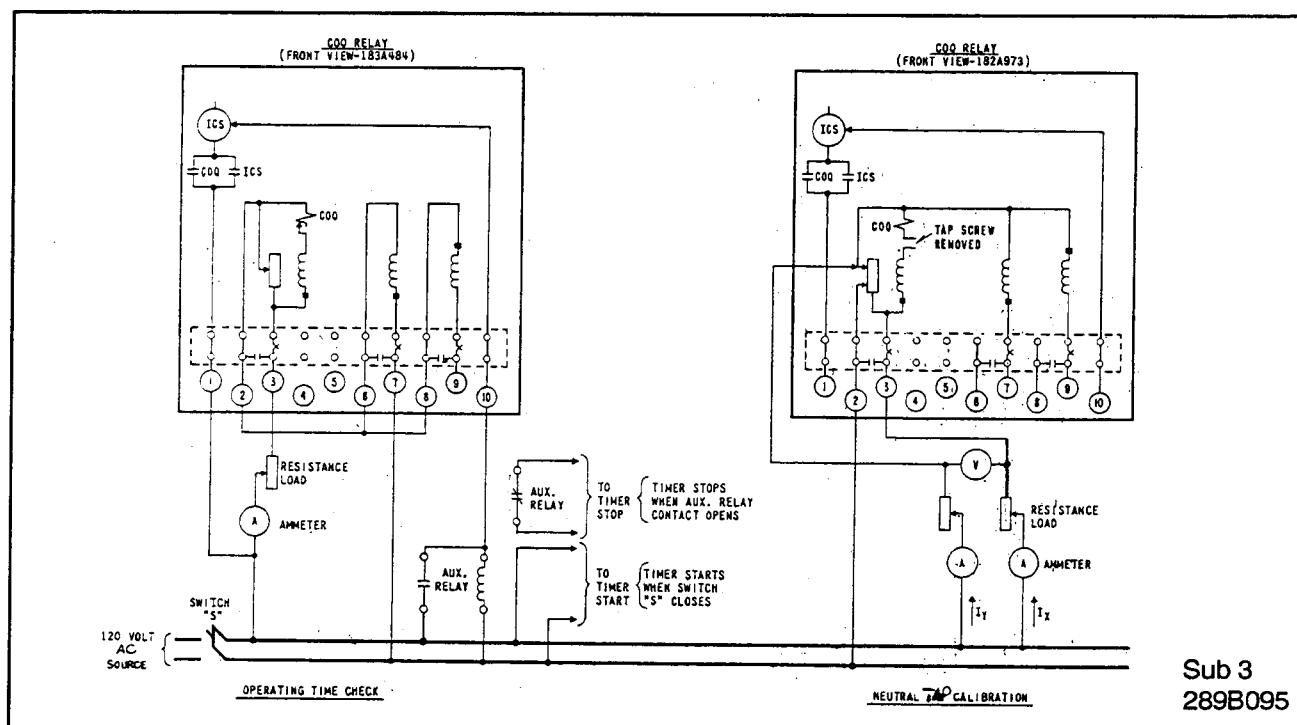 COQ RELAY
(FRONT VIEW-183A484)
ICS
COQ
ICS
COQ
1
2
3
4
5
6
7
8
9
10
RESISTANCE
LOAD
A
AMMETER
SWITCH
"S"
120 VOLT
AC
SOURCE
AUX.
RELAY
TO
TIMER
STOP
TIMER STOPS
WHEN AUX. RELAY
CONTACT OPENS
AUX.
RELAY
TO
TIMER
START
TIMER STARTS
WHEN SWITCH
"S" CLOSES
OPERATING TIME CHECK
COQ RELAY
(FRONT VIEW-182A973)
ICS
COQ
ICS
COQ
TAP SCREW
REMOVED
1
2
3
4
5
6
7
8
9
10
V
RESISTANCE
LOAD
A
A
AMMETER
IY
IX
NEUTRAL TAP CALIBRATION
Sub 3
289B095